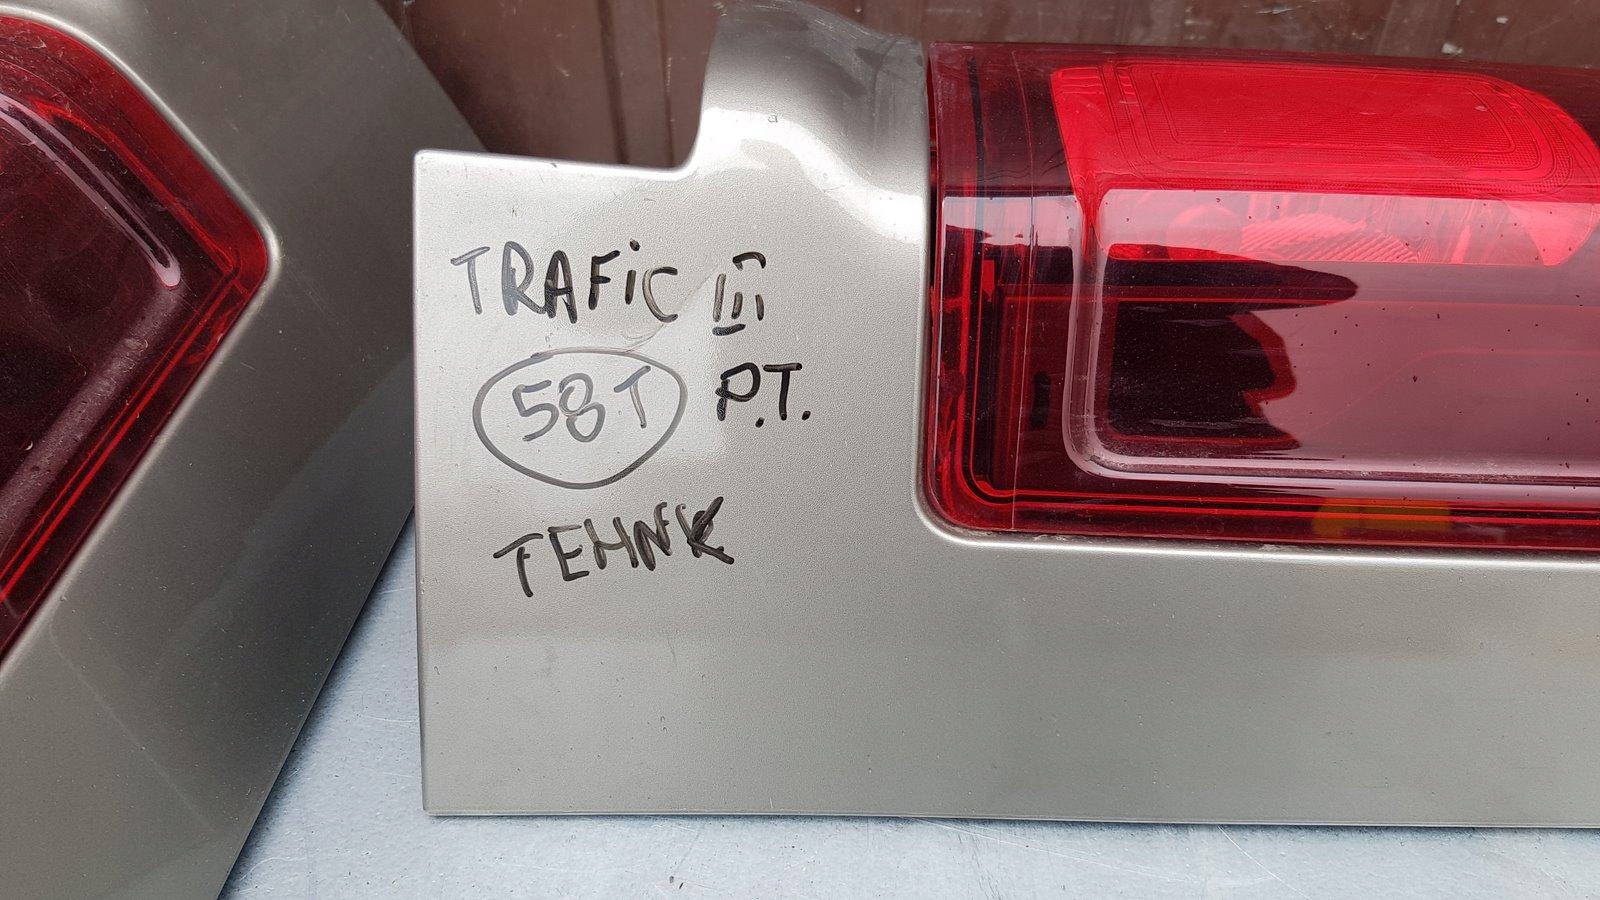 TRAFIC III
58T P.T.
TEHNK